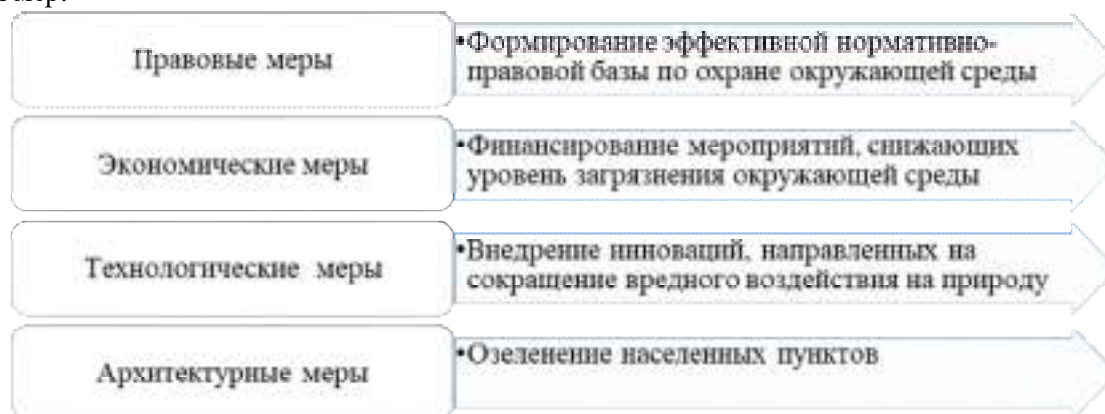 Правовые меры
•Формирование эффективной нормативно-
правовой базы по охране окружающей среды
Экономические меры
•Финансирование мероприятий, снижающих
уровень загрязнения окружающей среды
Технологические меры
•Внедрение инноваций, направленных на
сокращение вредного воздействия на природу
Архитектурные меры
•Озеленение населенных пунктов